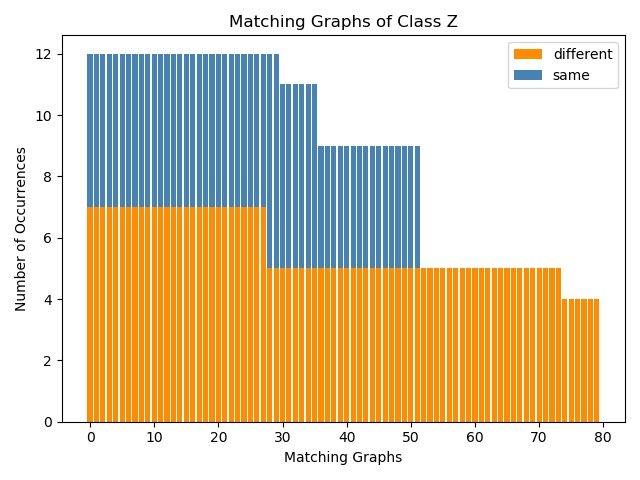 Matching Graphs of Class Z
different
same
Number of Occurrences
12
10
8
6
4
2
0
0 10 20 30 40 50 60 70 80
Matching Graphs